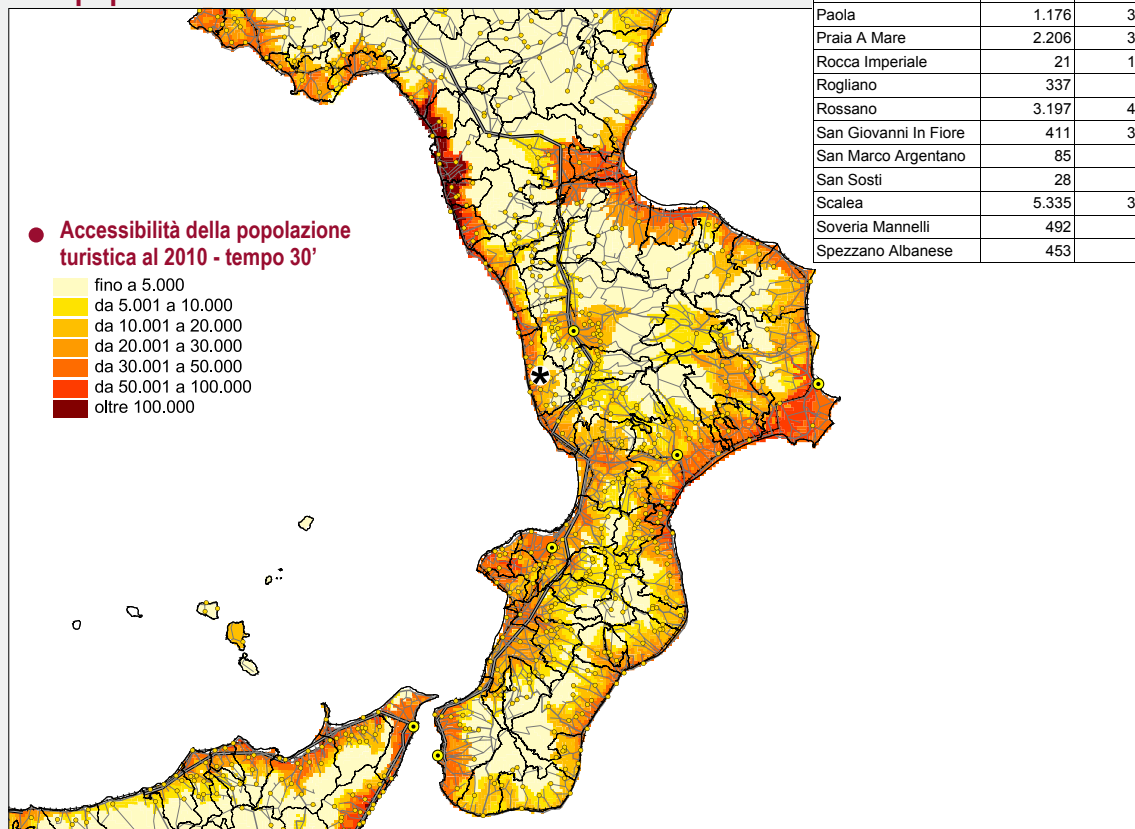 Paola 1.176 3
Praia A Mare 2.206 3
Rocca Imperiale 21 1
Rogliano 337
Rossano 3.197 4
San Giovanni In Fiore 411 3
San Marco Argentano 85
San Sosti 28
Scalea 5.335 3
Soveria Mannelli 492
Spezzano Albanese 453
Accessibilità della popolazione
turistica al 2010 - tempo 30’
fino a 5.000
da 5.001 a 10.000
da 10.001 a 20.000
da 20.001 a 30.000
da 30.001 a 50.000
da 50.001 a 100.000
oltre 100.000
*